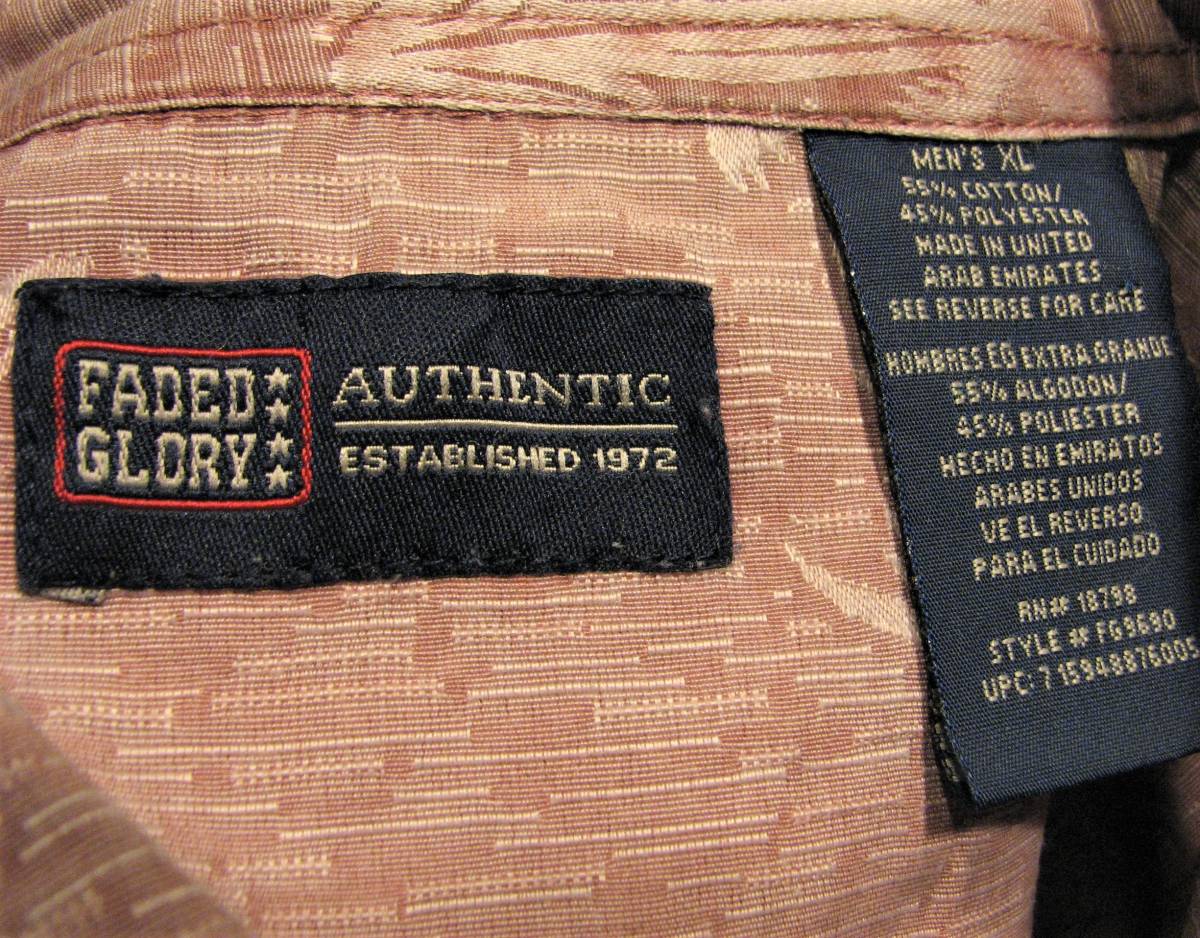 FADED
GLORY
AUTHENTIC
ESTABLISHED 1972
MEN'S XL
55% COTTON/
45% POLYESTER
MADE IN UNITED
ARAB EMIRATES
SEE REVERSE FOR CARE
HOMBRES EG EXTRA GRANDE
55% ALGODON/
45% POLIESTER
HECHO EN EMIRATOS
ARABES UNIDOS
VE EL REVERSO
PARA EL CUIDADO
RN# 18798
STYLE # FG9690
UPC: 7